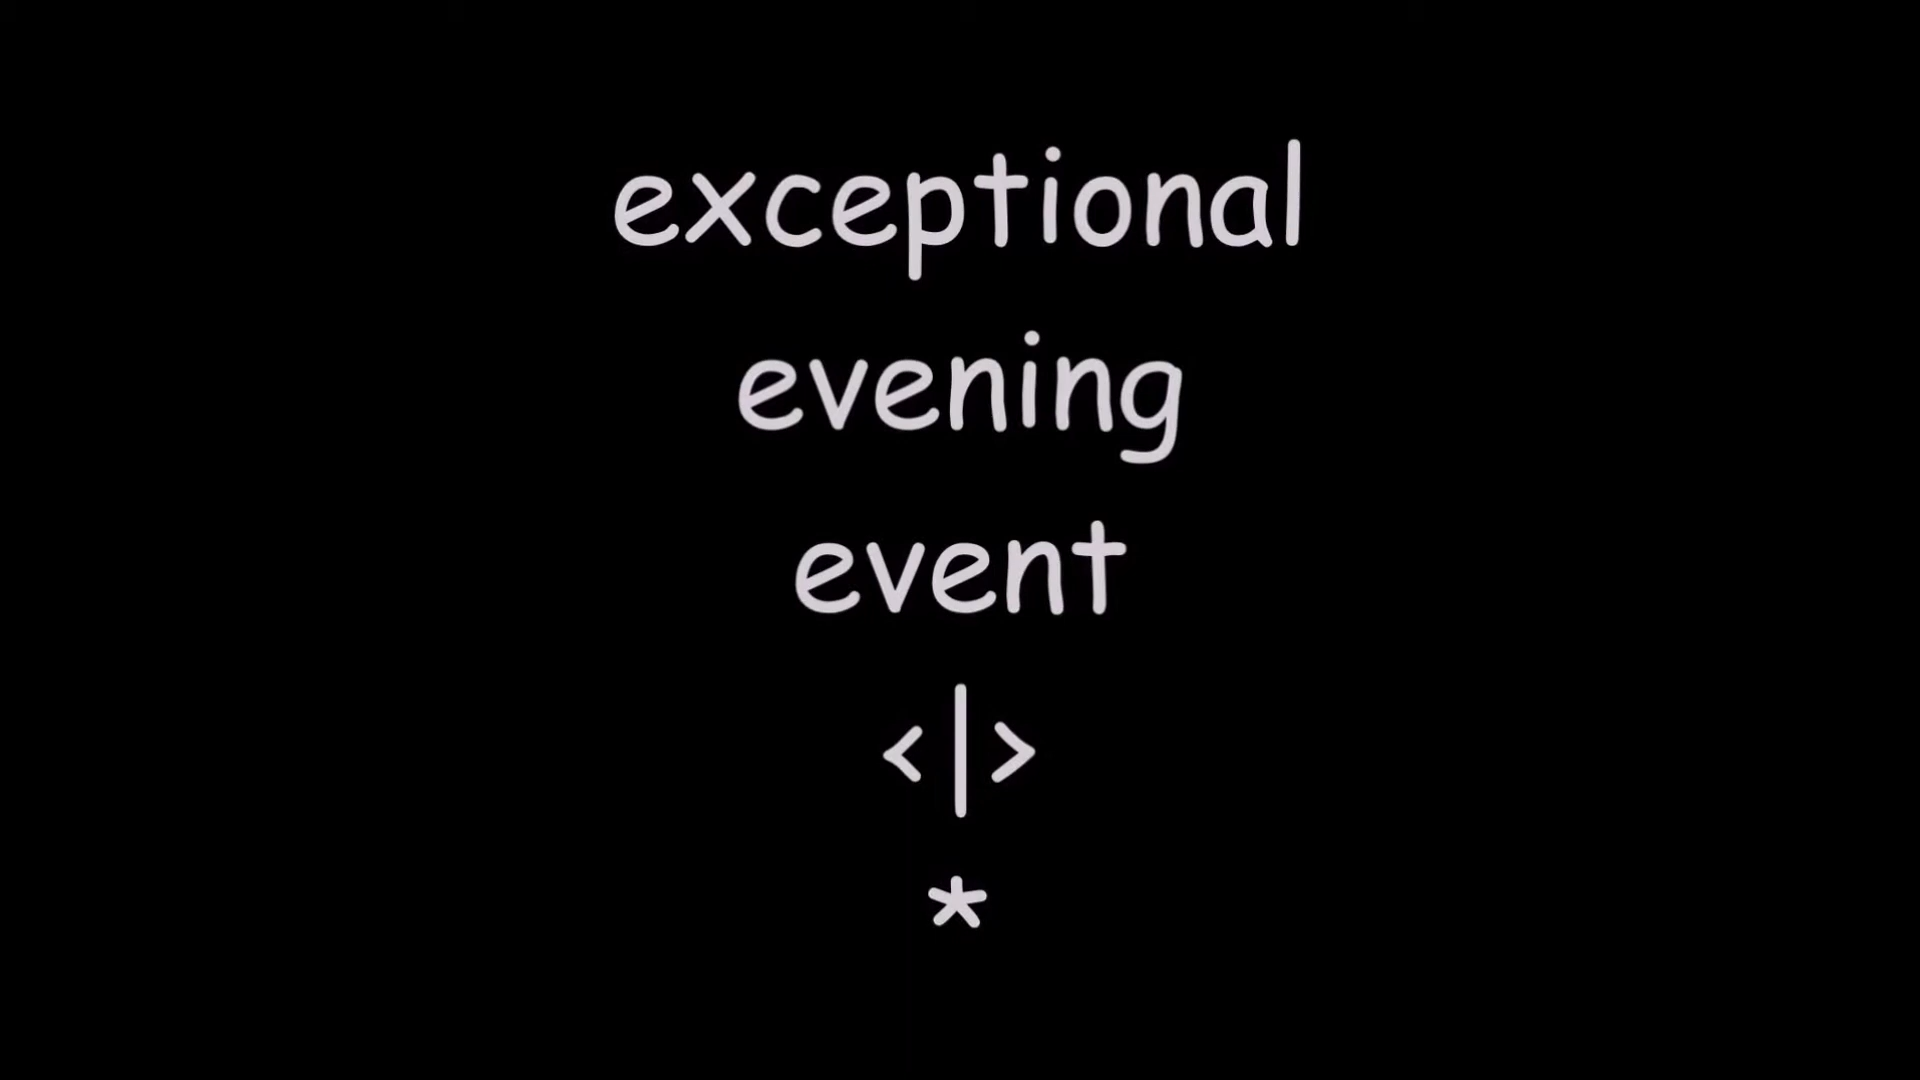 exceptional
evening
event
<|>
*